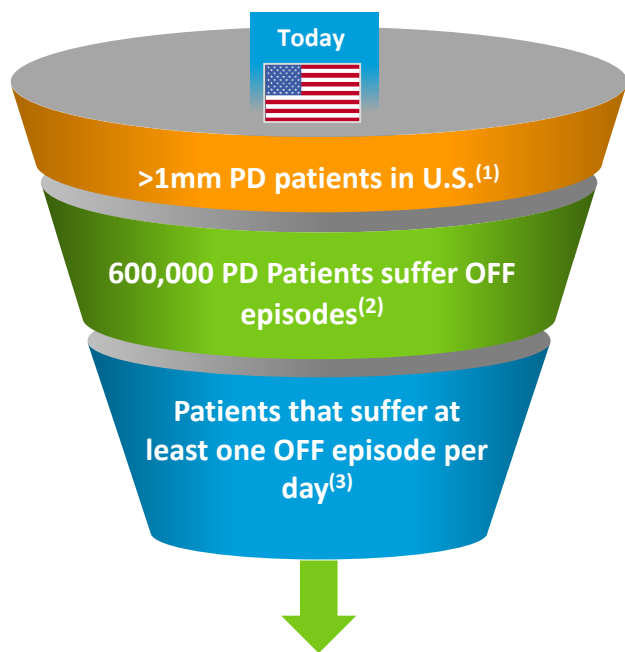 Today
>1mm PD patients in U.S.(1)
600,000 PD Patients suffer OFF
episodes(2)
Patients that suffer at
least one OFF episode per
day(3)